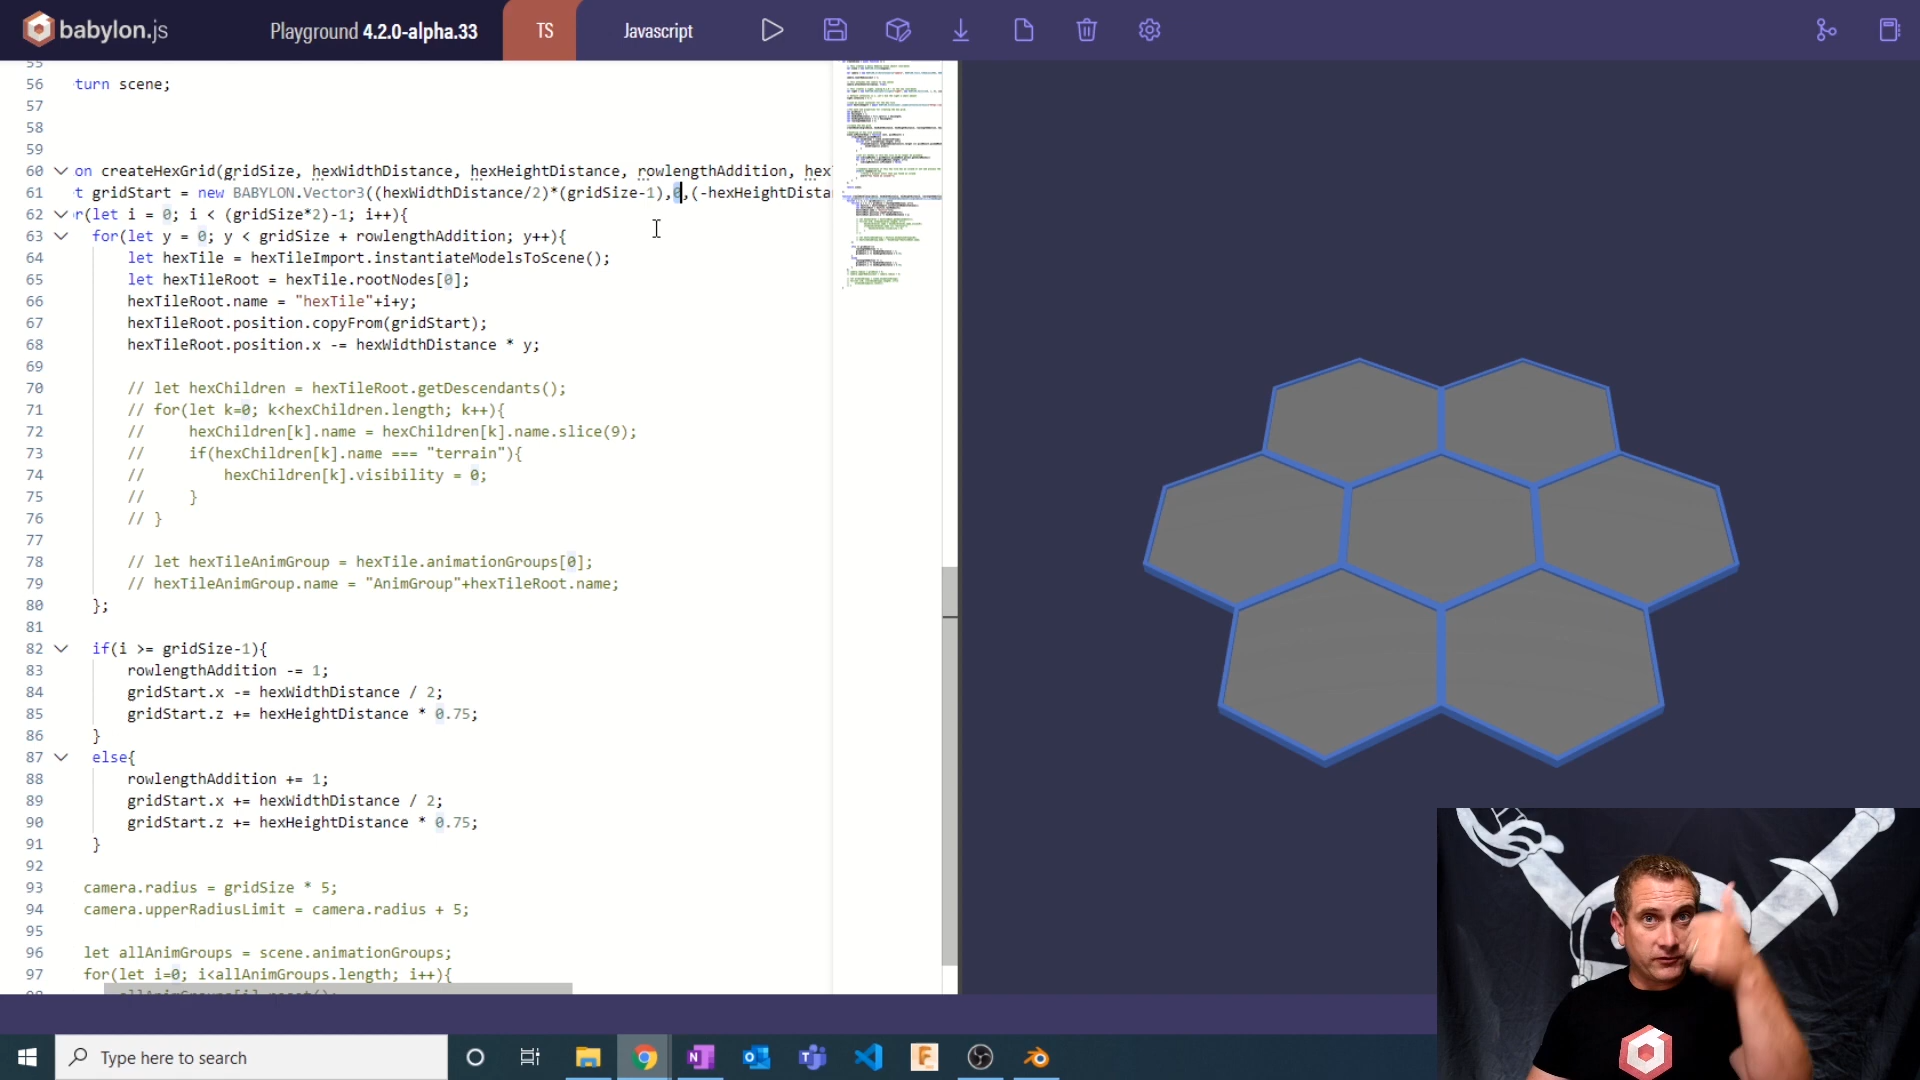 babylon.js
Playground 4.2.0-alpha.33
TS
Javascript
55
56 turn scene;
57
58
59
60 on createHexGrid(gridSize, hexWidthDistance, hexHeightDistance, rowlengthAddition, hex
61 t gridStart = new BABYLON.Vector3((hexWidthDistance/2)*(gridSize-1),0,(-hexHeightDista
62 r(let i = 0; i < (gridSize*2)-1; i++){
63 for(let y = 0; y < gridSize + rowlengthAddition; y++){
64 let hexTile = hexTileImport.instantiateModelsToScene();
65 let hexTileRoot = hexTile.rootNodes[0];
66 hexTileRoot.name = "hexTile"+i+y;
67 hexTileRoot.position.copyFrom(gridStart);
68 hexTileRoot.position.x -= hexWidthDistance * y;
69
70 // let hexChildren = hexTileRoot.getDescendants();
71 // for(let k=0; k<hexChildren.length; k++){
72 // hexChildren[k].name = hexChildren[k].name.slice(9);
73 // if(hexChildren[k].name === "terrain"){
74 // hexChildren[k].visibility = 0;
75 // }
76 // }
77
78 // let hexTileAnimGroup = hexTile.animationGroups[0];
79 // hexTileAnimGroup.name = "AnimGroup"+hexTileRoot.name;
80 };
81
82 if(i >= gridSize-1){
83 rowlengthAddition -= 1;
84 gridStart.x -= hexWidthDistance / 2;
85 gridStart.z += hexHeightDistance * 0.75;
86 }
87 else{
88 rowlengthAddition += 1;
89 gridStart.x += hexWidthDistance / 2;
90 gridStart.z += hexHeightDistance * 0.75;
91 }
92
93 camera.radius = gridSize * 5;
94 camera.upperRadiusLimit = camera.radius + 5;
95
96 let allAnimGroups = scene.animationGroups;
97 for(let i=0; i<allAnimGroups.length; i++){
98 allAnimGroups[i].reset();
Type here to search